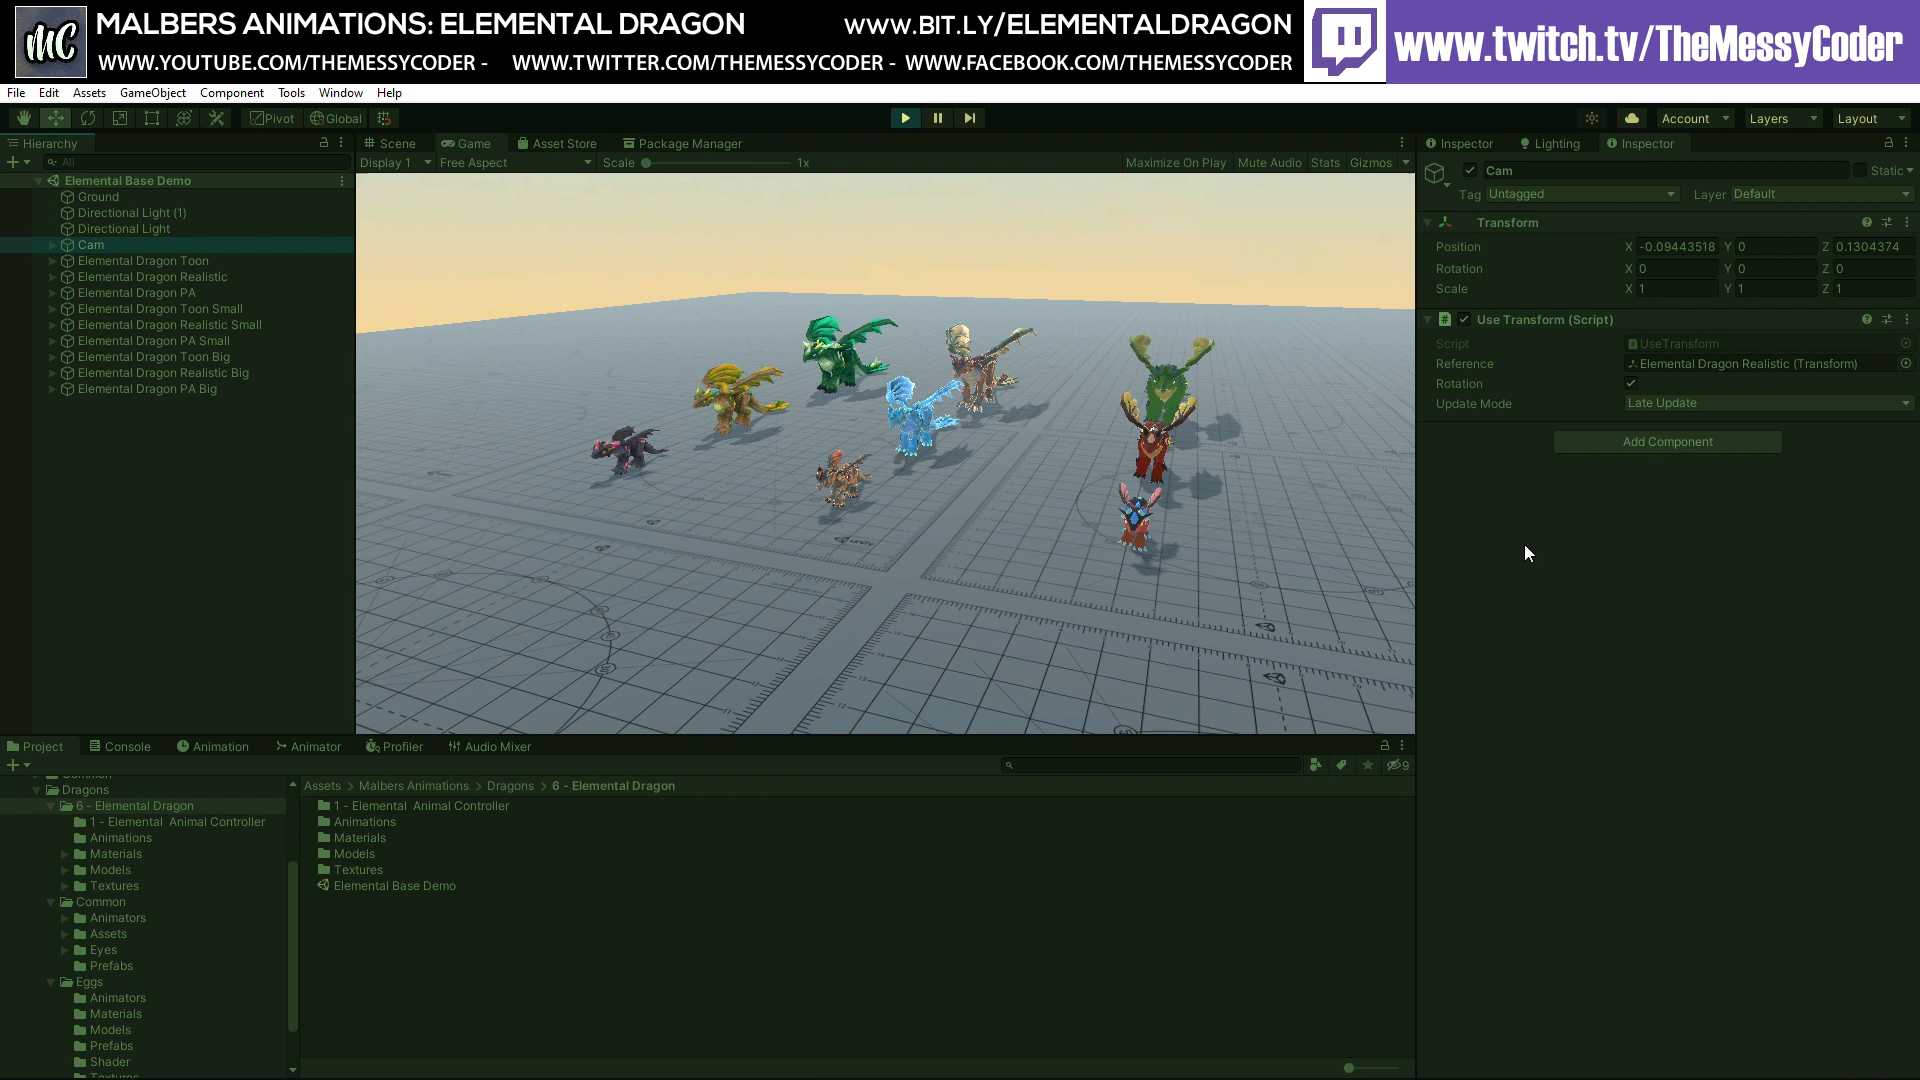 MC
MALBERS ANIMATIONS: ELEMENTAL DRAGON
www.BIT.LY/ELEMENTALDRAGON
WWW.YOUTUBE.COM/THEMESSYCODER - WWW.TWITTER.COM/THEMESSYCODER - WWW.FACEBOOK.COM/THEMESSYCODER
www.twitch.tv/TheMessyCoder
File Edit Assets GameObject Component Tools Window Help
Pivot Global
Account Layers Layout
Hierarchy
All
Elemental Base Demo
Ground
Directional Light (1)
Directional Light
Cam
Elemental Dragon Toon
Elemental Dragon Realistic
Elemental Dragon PA
Elemental Dragon Toon Small
Elemental Dragon Realistic Small
Elemental Dragon PA Small
Elemental Dragon Toon Big
Elemental Dragon Realistic Big
Elemental Dragon PA Big
Scene Game Asset Store Package Manager
Display 1 Free Aspect Scale 1x Maximize On Play Mute Audio Stats Gizmos
Inspector Lighting Inspector
Cam Static
Tag Untagged Layer Default
Transform
Position X -0.09443518 Y 0 Z 0.1304374
Rotation X 0 Y 0 Z 0
Scale X 1 Y 1 Z 1
# Use Transform (Script)
Script UseTransform
Reference Elemental Dragon Realistic (Transform)
Rotation
Update Mode Late Update
Add Component
Project Console Animation Animator Profiler Audio Mixer
9
Common
Dragons
6 - Elemental Dragon
1 - Elemental Animal Controller
Animations
Materials
Models
Textures
Common
Animators
Assets
Eyes
Prefabs
Eggs
Animators
Materials
Models
Prefabs
Shader
Textures
Assets > Malbers Animations > Dragons > 6 - Elemental Dragon
1 - Elemental Animal Controller
Animations
Materials
Models
Textures
Elemental Base Demo